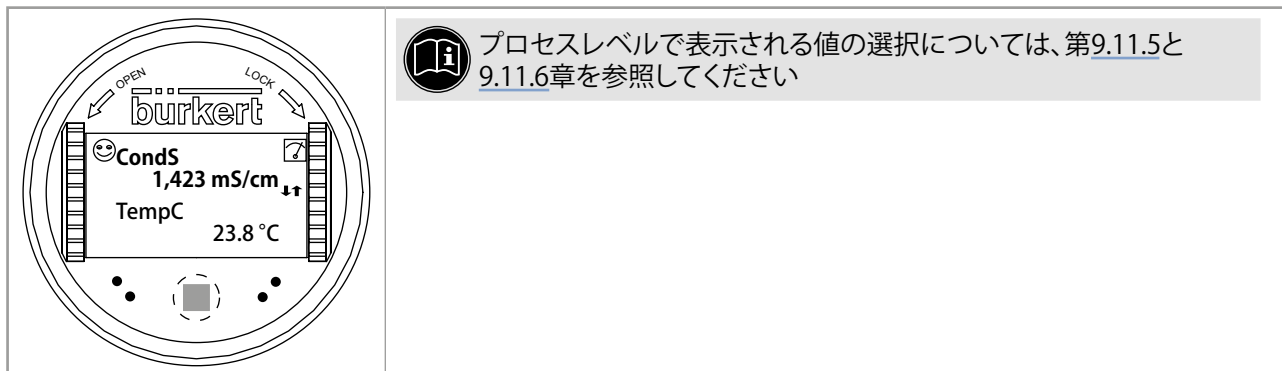 OPEN
LOCK
bürkert
CondS
1,423 mS/cm
TempC
23.8 °C
プロセスレベルで表示される値の選択については、第9.11.5と
9.11.6章を参照してください